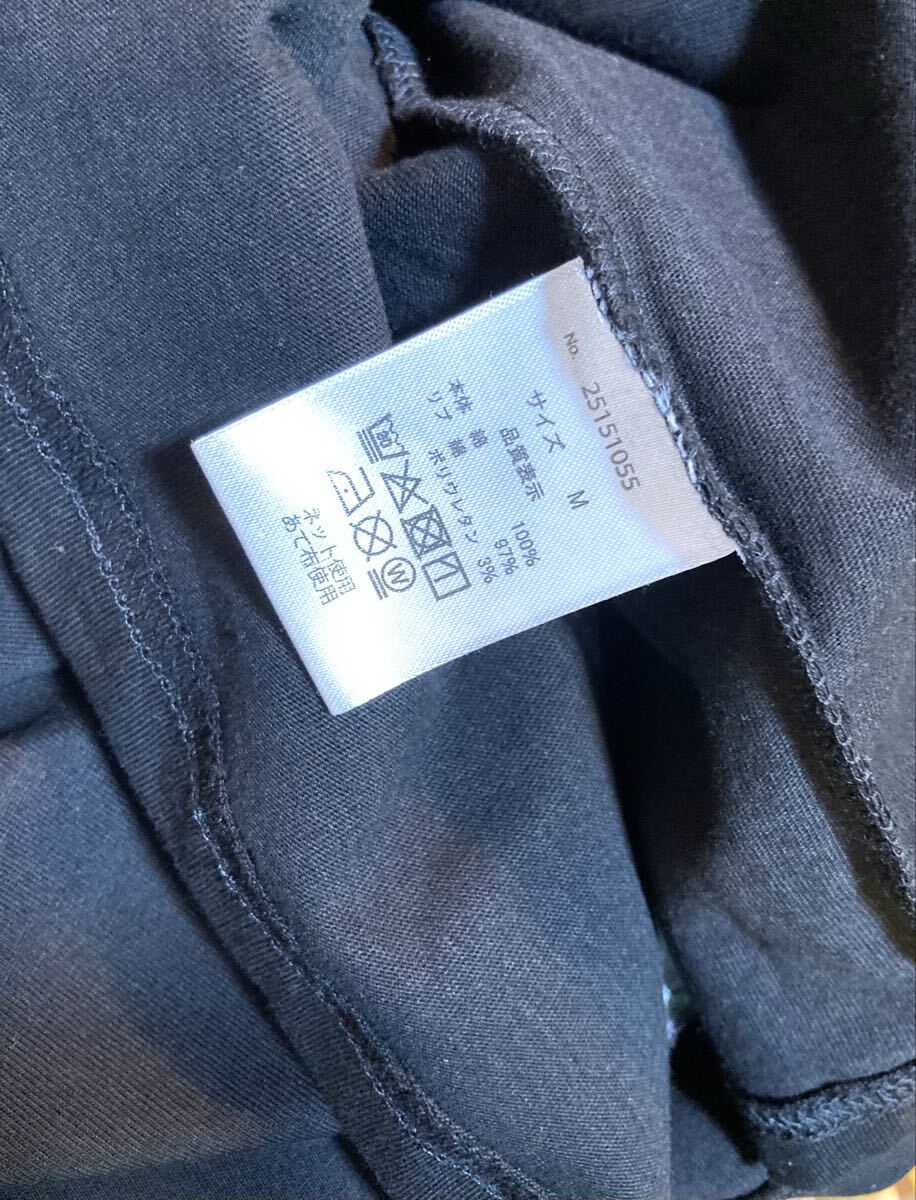 No. 25151055
サイズ M
品質表示
本体 綿 100%
リブ 綿 97%
ポリウレタン 3%
W
ネット使用
あて布使用